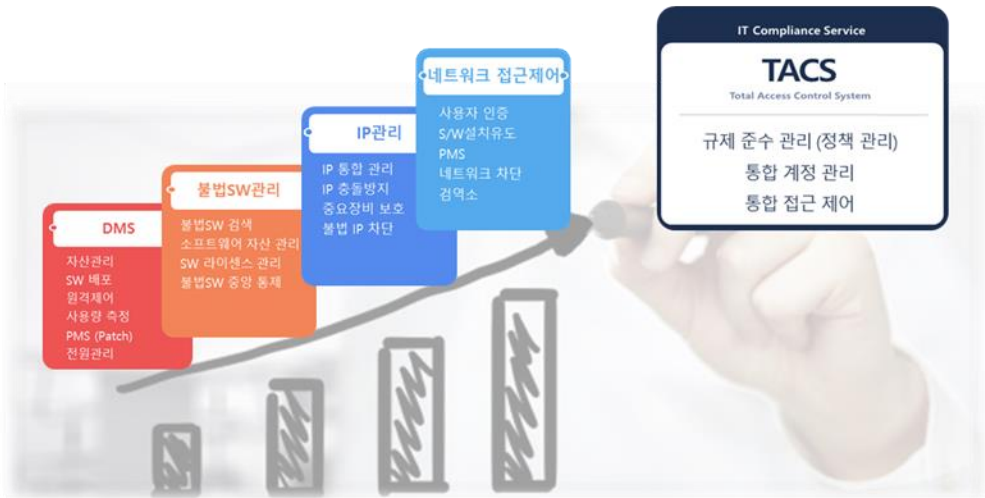 DMS
자산관리
SW 배포
원격제어
사용량 측정
PMS (Patch)
전원관리
불법SW관리
불법SW 검색
소프트웨어 자산 관리
SW 라이센스 관리
불법SW 중앙 통제
IP관리
IP 통합 관리
IP 충돌방지
중요장비 보호
불법 IP 차단
네트워크 접근제어
사용자 인증
S/W설치유도
PMS
네트워크 차단
검역소
IT Compliance Service
TACS
Total Access Control System
규제 준수 관리 (정책 관리)
통합 계정 관리
통합 접근 제어